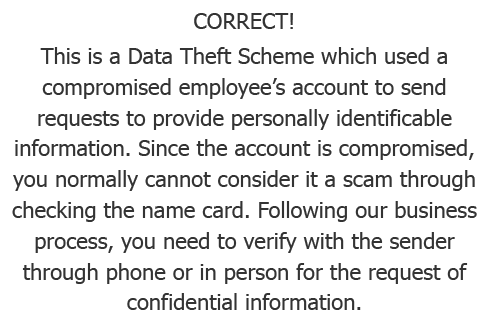 CORRECT!
This is a Data Theft Scheme which used a
compromised employee’s account to send
requests to provide personally identificable
information. Since the account is compromised,
you normally cannot consider it a scam through
checking the name card. Following our business
process, you need to verify with the sender
through phone or in person for the request of
confidential information.